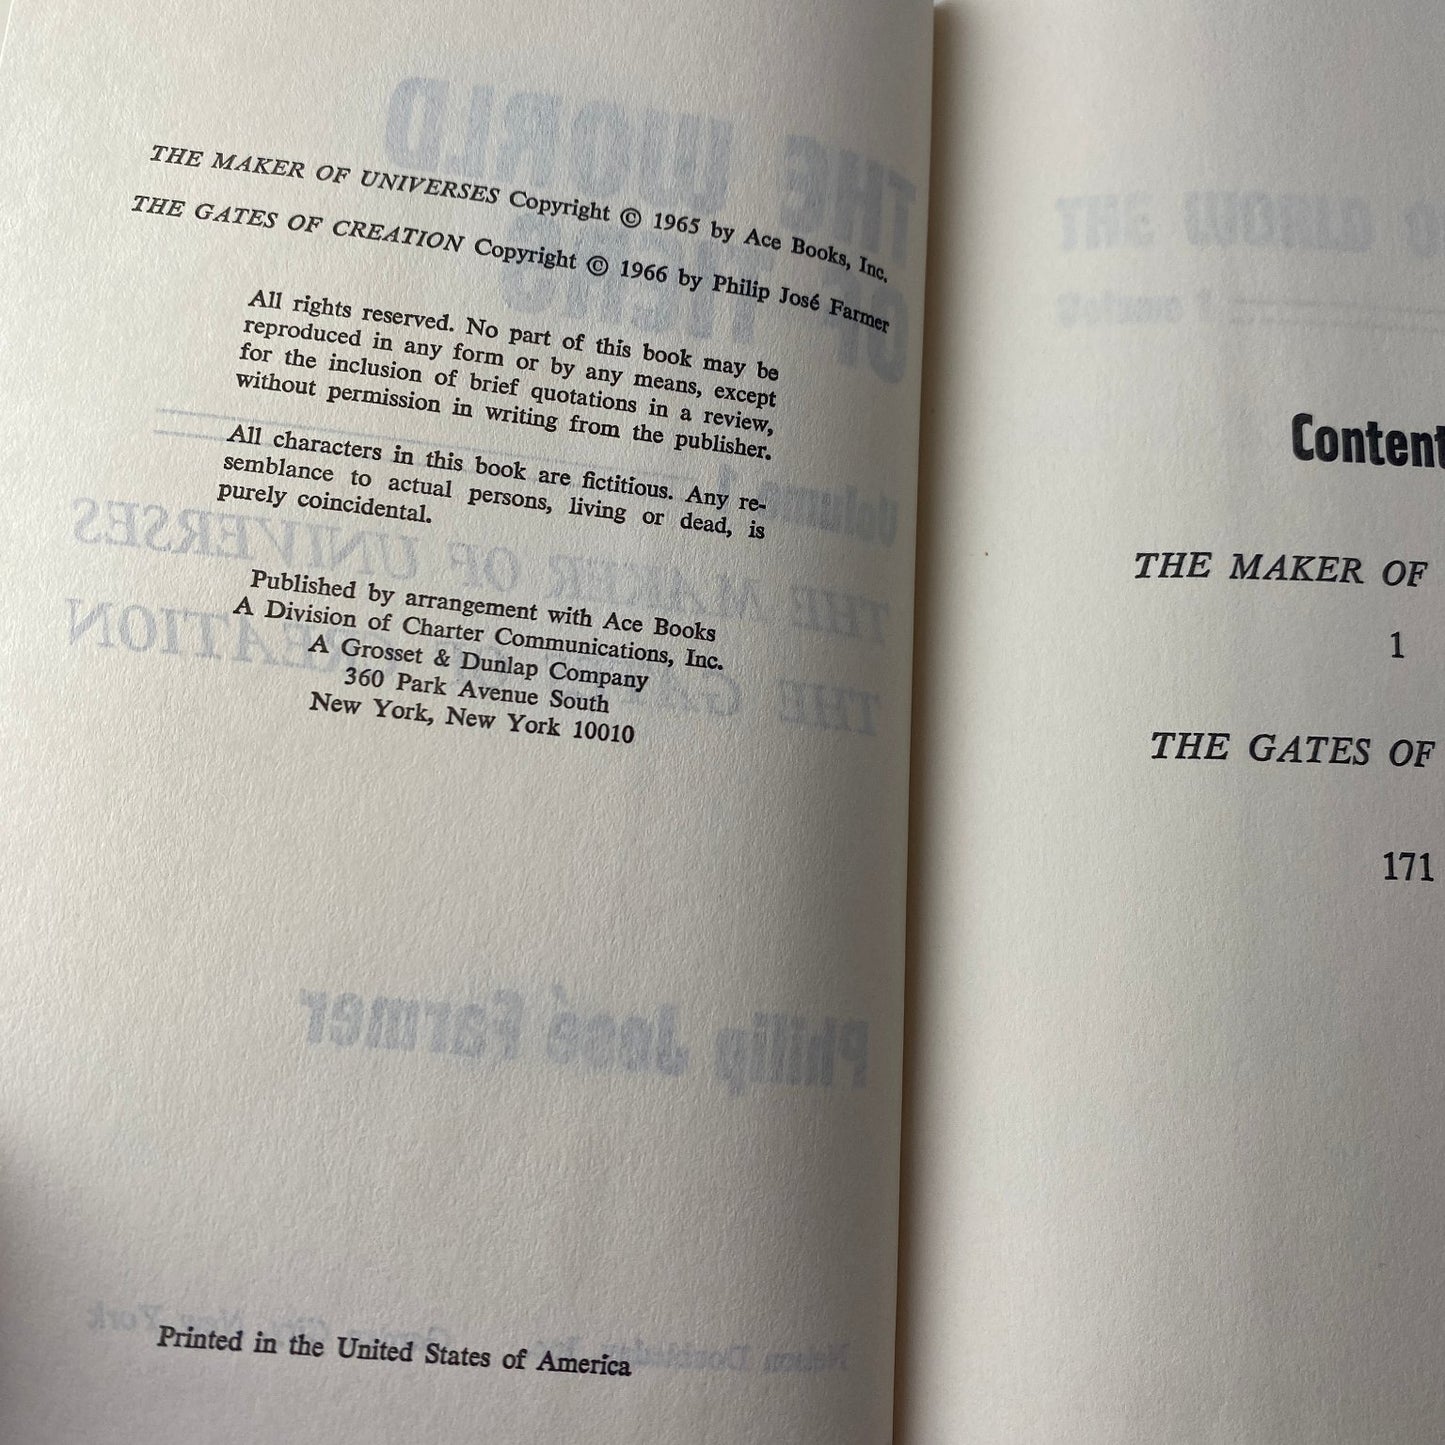 THE MAKER OF UNIVERSES Copyright © 1965 by Ace Books, Inc.
THE GATES OF CREATION Copyright © 1966 by Philip José Farmer
All rights reserved. No part of this book may be
reproduced in any form or by any means, except
for the inclusion of brief quotations in a review,
without permission in writing from the publisher.
All characters in this book are fictitious. Any re-
semblance to actual persons, living or dead, is
purely coincidental.
Published by arrangement with Ace Books
A Division of Charter Communications, Inc.
A Grosset & Dunlap Company
360 Park Avenue South
New York, New York 10010
Printed in the United States of America
Content
THE MAKER OF
1
THE GATES OF
171